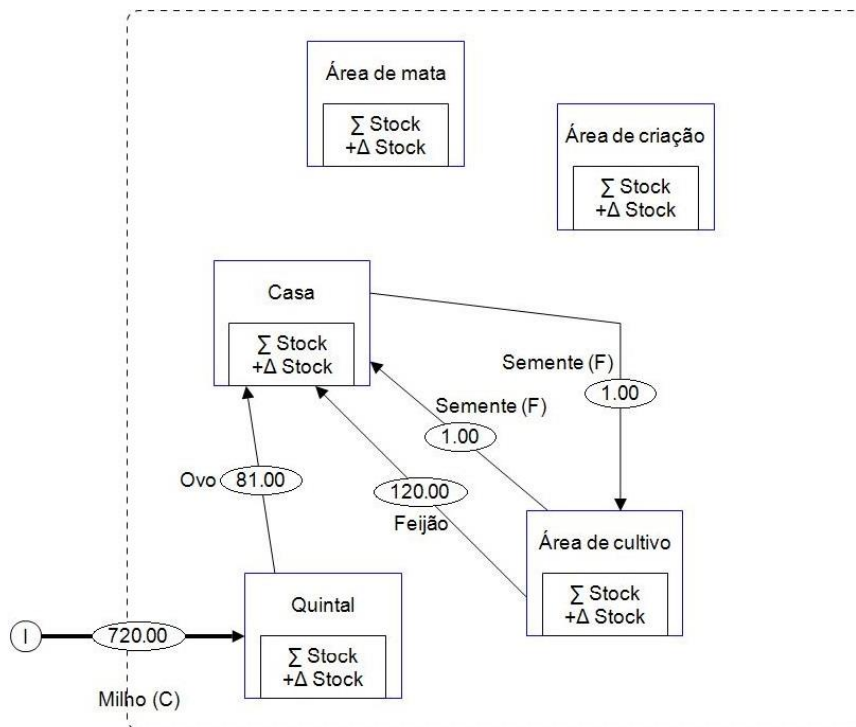 Área de mata
∑ Stock
+Δ Stock
Área de criação
∑ Stock
+Δ Stock
Casa
∑ Stock
+Δ Stock
Semente (F)
1.00
Semente (F)
1.00
Ovo
81.00
120.00
Feijão
Área de cultivo
∑ Stock
+Δ Stock
Quintal
∑ Stock
+Δ Stock
I
720.00
Milho (C)